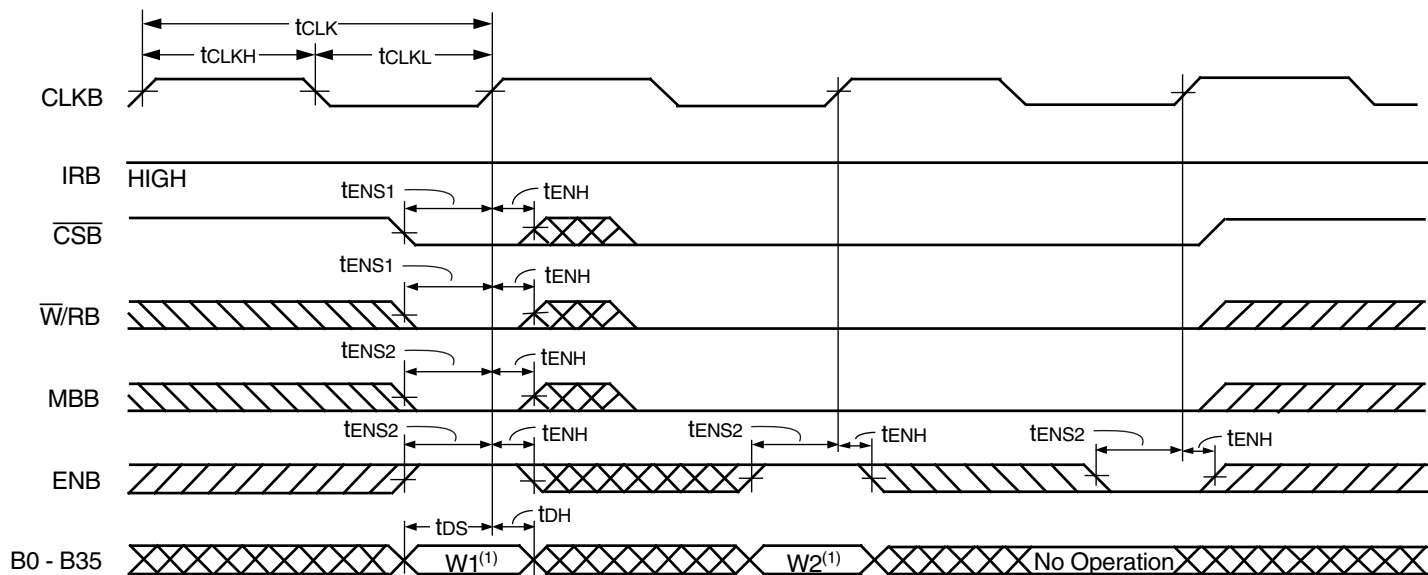 tCLK
tCLKH
tCLKL
CLKB
IRB
HIGH
tENS1
tENH
CSB
tENS1
tENH
W/RB
tENS2
tENH
MBB
tENS2
tENH
tENS2
tENH
tENS2
tENH
ENB
tDS
tDH
B0 - B35
W1(1)
W2(1)
No Operation